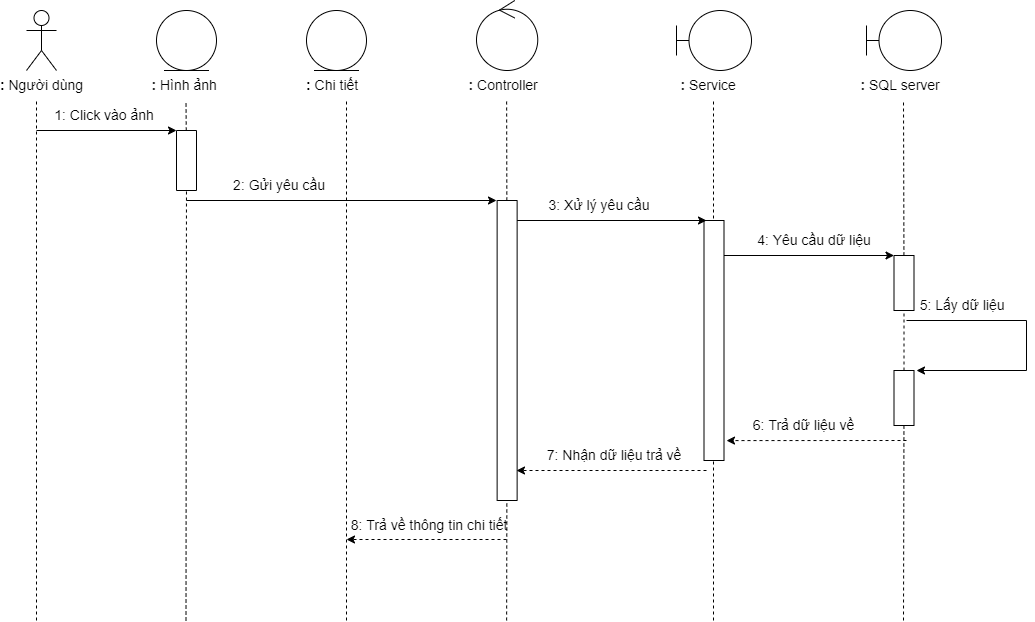 : Người dùng
: Hình ảnh
: Chi tiết
: Controller
: Service
: SQL server
1: Click vào ảnh
2: Gửi yêu cầu
3: Xử lý yêu cầu
4: Yêu cầu dữ liệu
5: Lấy dữ liệu
6: Trả dữ liệu về
7: Nhận dữ liệu trả về
8: Trả về thông tin chi tiết